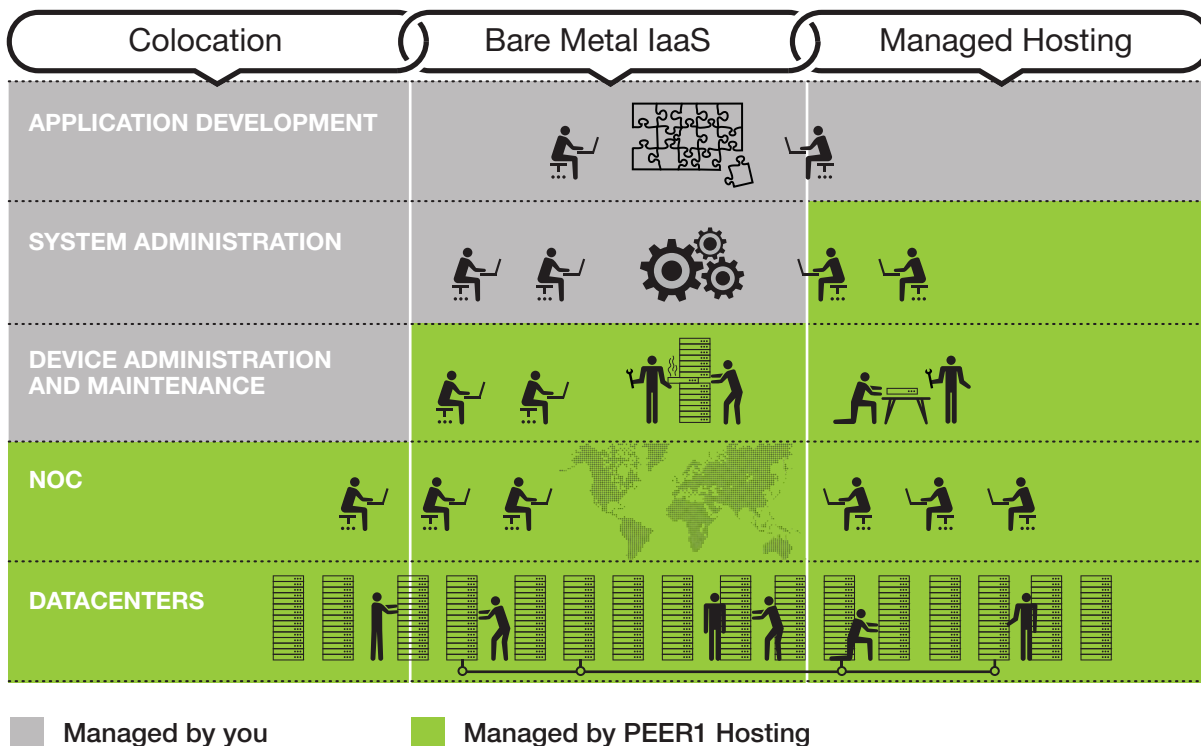 Colocation
Bare Metal IaaS
Managed Hosting
APPLICATION DEVELOPMENT
SYSTEM ADMINISTRATION
DEVICE ADMINISTRATION
AND MAINTENANCE
NOC
DATACENTERS
Managed by you
Managed by PEER1 Hosting